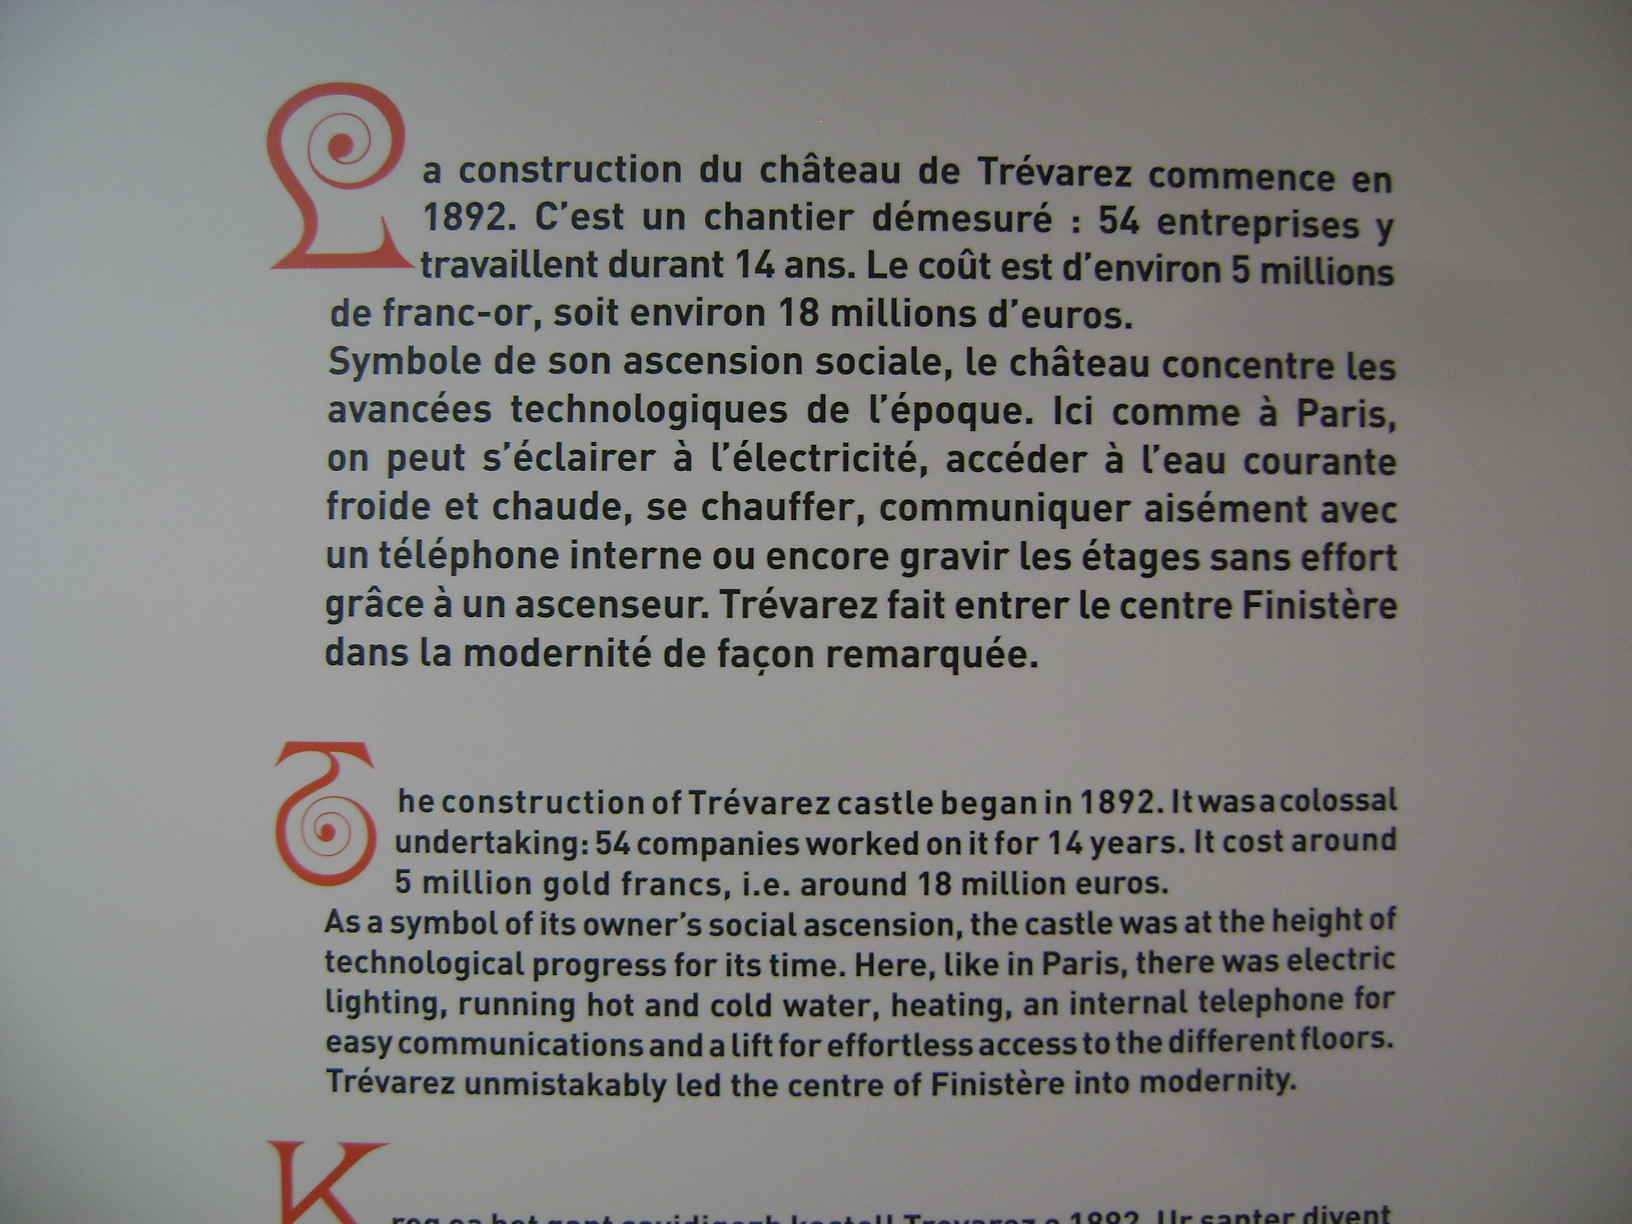 La construction du château de Trévarez commence en
1892. C'est un chantier démesuré : 54 entreprises y
travaillent durant 14 ans. Le coût est d'environ 5 millions
de franc-or, soit environ 18 millions d'euros.
Symbole de son ascension sociale, le château concentre les
avancées technologiques de l'époque. Ici comme à Paris,
on peut s'éclairer à l'électricité, accéder à l'eau courante
froide et chaude, se chauffer, communiquer aisément avec
un téléphone interne ou encore gravir les étages sans effort
grâce à un ascenseur. Trévarez fait entrer le centre Finistère
dans la modernité de façon remarquée.
The construction of Trévarez castle began in 1892. It was a colossal
undertaking: 54 companies worked on it for 14 years. It cost around
5 million gold francs, i.e. around 18 million euros.
As a symbol of its owner's social ascension, the castle was at the height of
technological progress for its time. Here, like in Paris, there was electric
lighting, running hot and cold water, heating, an internal telephone for
easy communications and a lift for effortless access to the different floors.
Trévarez unmistakably led the centre of Finistère into modernity.
1892. Ur santer divent